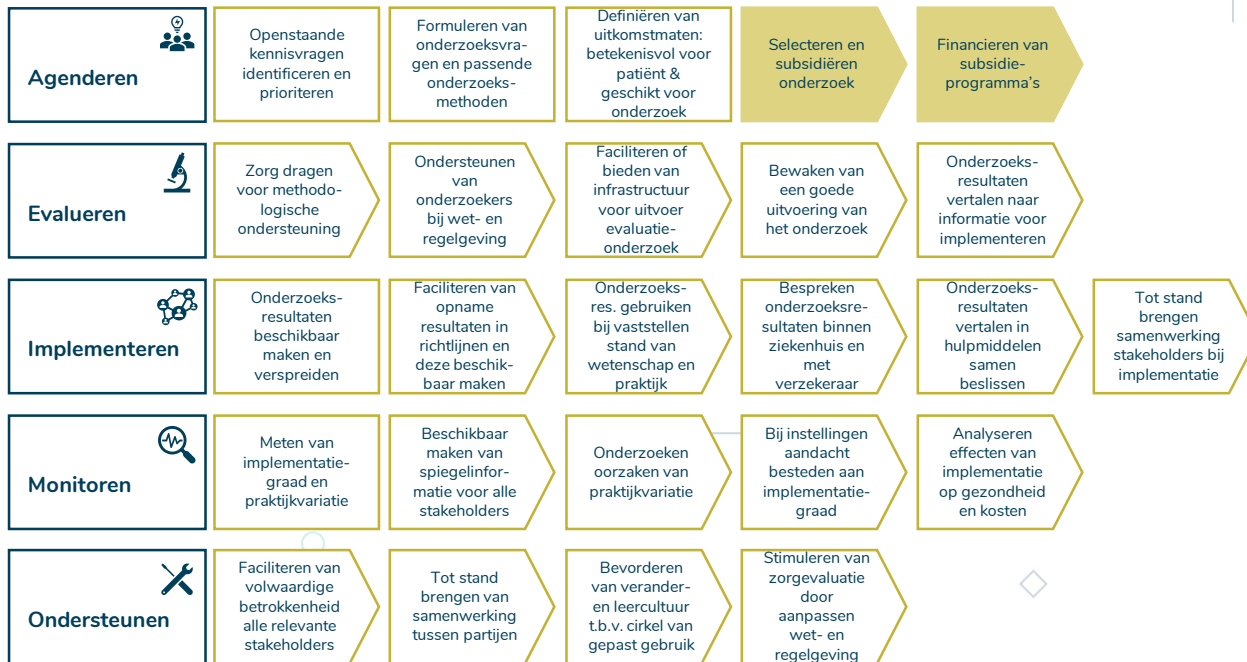 Agenderen
Openstaande
kennisvragen
identificeren en
prioriteren
Formuleren van
onderzoeksvra-
gen en passende
onderzoeks-
methoden
Definiëren van
uitkomstmaten:
betekenisvol voor
patiënt &
geschikt voor
onderzoek
Selecteren en
subsidiëren
onderzoek
Financieren van
subsidie-
programma's
Evalueren
Zorg dragen
voor methodo-
logische
ondersteuning
Ondersteunen
van
onderzoekers
bij wet- en
regelgeving
Faciliteren of
bieden van
infrastructuur
voor uitvoer
evaluatie-
onderzoek
Bewaken van
een goede
uitvoering van
het onderzoek
Onderzoeks-
resultaten
vertalen naar
informatie voor
implementeren
Implementeren
Onderzoeks-
resultaten
beschikbaar
maken en
verspreiden
Faciliteren van
opname
resultaten in
richtlijnen en
deze beschik-
baar maken
Onderzoeks-
res. gebruiken
bij vaststellen
stand van
wetenschap en
praktijk
Bespreken
onderzoeksre-
sultaten binnen
ziekenhuis en
met
verzekeraar
Onderzoeks-
resultaten
vertalen in
hulpmiddelen
samen
beslissen
Tot stand
brengen
samenwerking
stakeholders bij
implementatie
Monitoren
Meten van
implementatie-
graad en
praktijkvariatie
Beschikbaar
maken van
spiegelinfor-
matie voor alle
stakeholders
Onderzoeken
oorzaken van
praktijkvariatie
Bij instellingen
aandacht
besteden aan
implementatie-
graad
Analyseren
effecten van
implementatie
op gezondheid
en kosten
Ondersteunen
Faciliteren van
volwaardige
betrokkenheid
alle relevante
stakeholders
Tot stand
brengen van
samenwerking
tussen partijen
Bevorderen
van verander-
en leercultuur
t.b.v. cirkel van
gepast gebruik
Stimuleren van
zorgevaluatie
door
aanpassen
wet- en
regelgeving